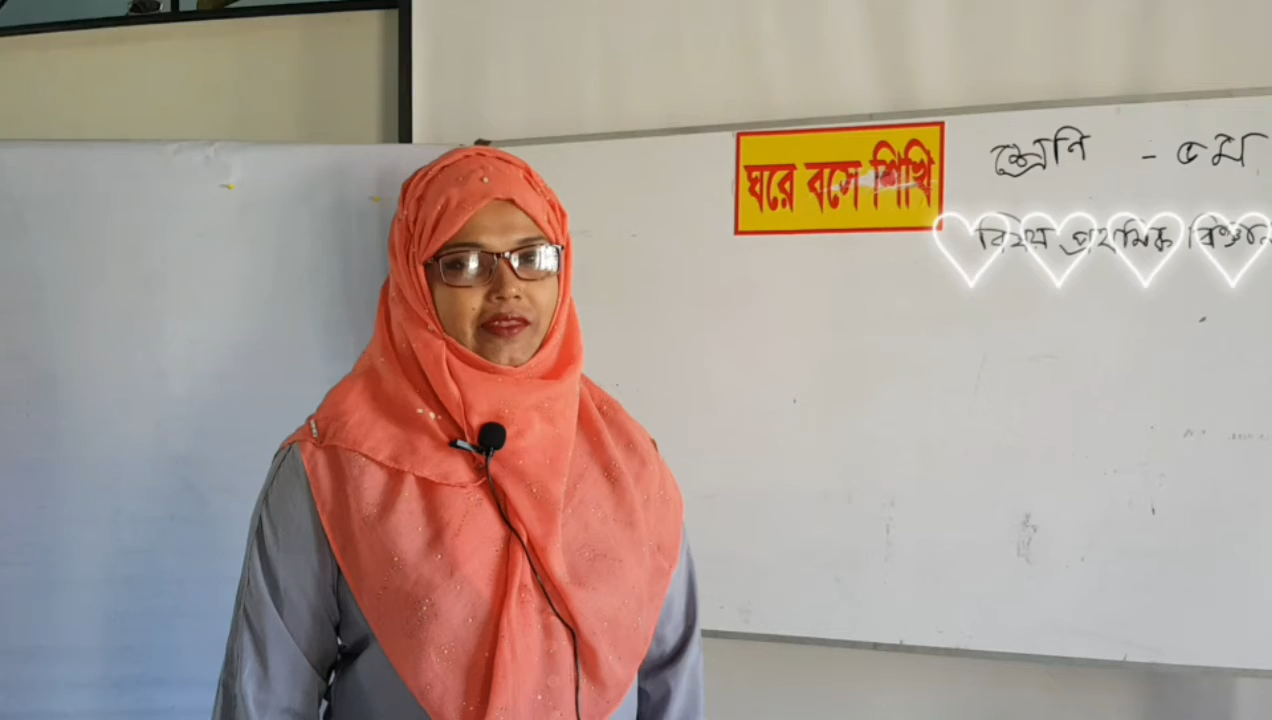 ঘরে বসে শিখি
শ্রেণি - ৫ম
বিষয় প্রাথমিক বিজ্ঞান